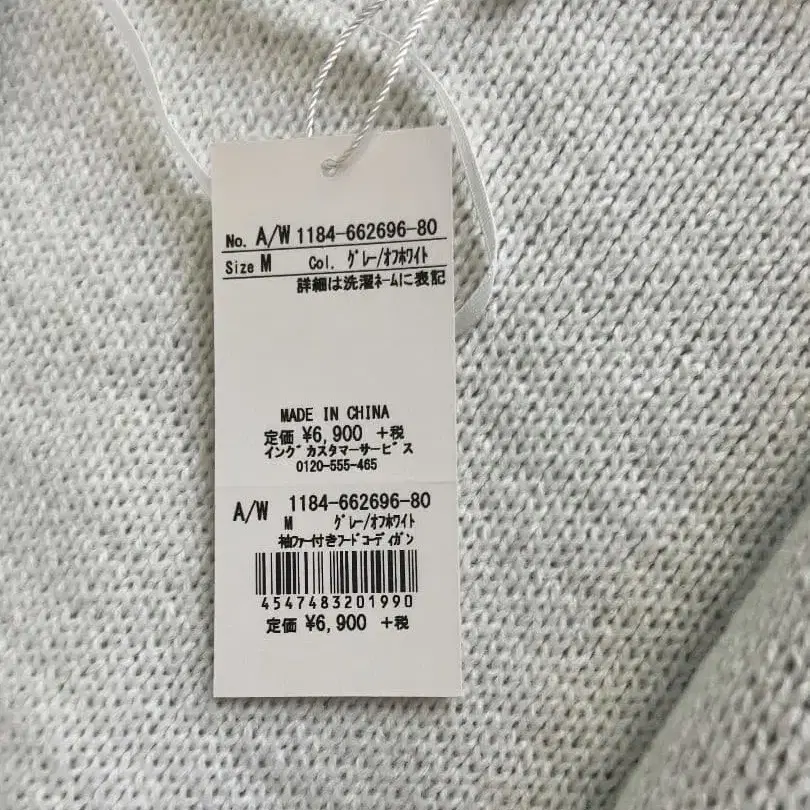 No. A/W 1184-662696-80
Size M Col. グレー/オフホワイト
詳細は洗濯ネームに表記
MADE IN CHINA
定価 ¥6,900 +税
イングカスタマーサービス
0120-555-465
A/W 1184-662696-80
M グレー/オフホワイト
袖ファー付きフードコーディガン
4547483201990
定価 ¥6,900 +税